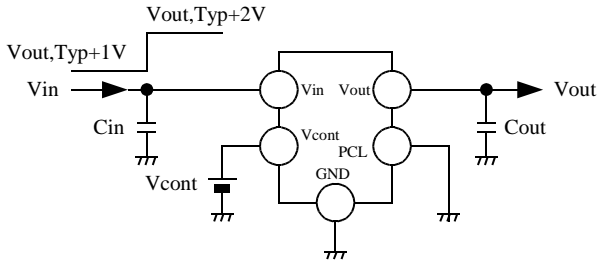 Vout,Typ+2V
Vout,Typ+1V
Vin
Vin
Vout
Vout
Cin
Vcont
PCL
Cout
GND
Vcont